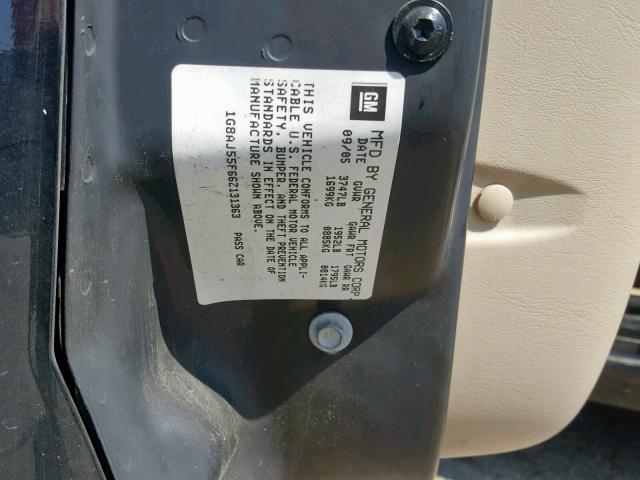 GM
MFD BY GENERAL MOTORS CORP
DATE GVWR GAWR FRT GAWR RR
09/05 3747LB 1952LB 1795LB
1699KG 0885KG 0814KG
THIS VEHICLE CONFORMS TO ALL APPLI-
CABLE U.S. FEDERAL MOTOR VEHICLE
SAFETY, BUMPER, AND THEFT PREVENTION
STANDARDS IN EFFECT ON THE DATE OF
MANUFACTURE SHOWN ABOVE.
1G8AJ55F66Z131363 PASS CAR